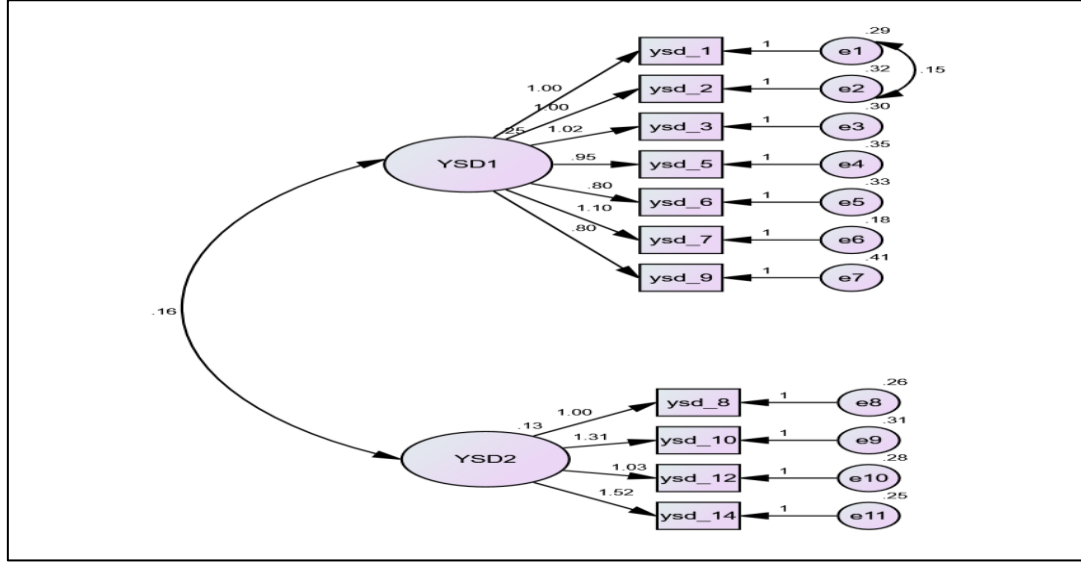 .29
ysd_1 1 e1
.15
.32
1.00 ysd_2 1 e2
.30
1.00 ysd_3 1 e3
.25 1.02
.35
YSD1 .95 ysd_5 1 e4
.33
.80 ysd_6 1 e5
.18
1.10 ysd_7 1 e6
.41
.80 ysd_9 1 e7
.16
.26
1.00 ysd_8 1 e8
.31
.13 1.31 ysd_10 1 e9
.28
YSD2 1.03 ysd_12 1 e10
.25
1.52 ysd_14 1 e11